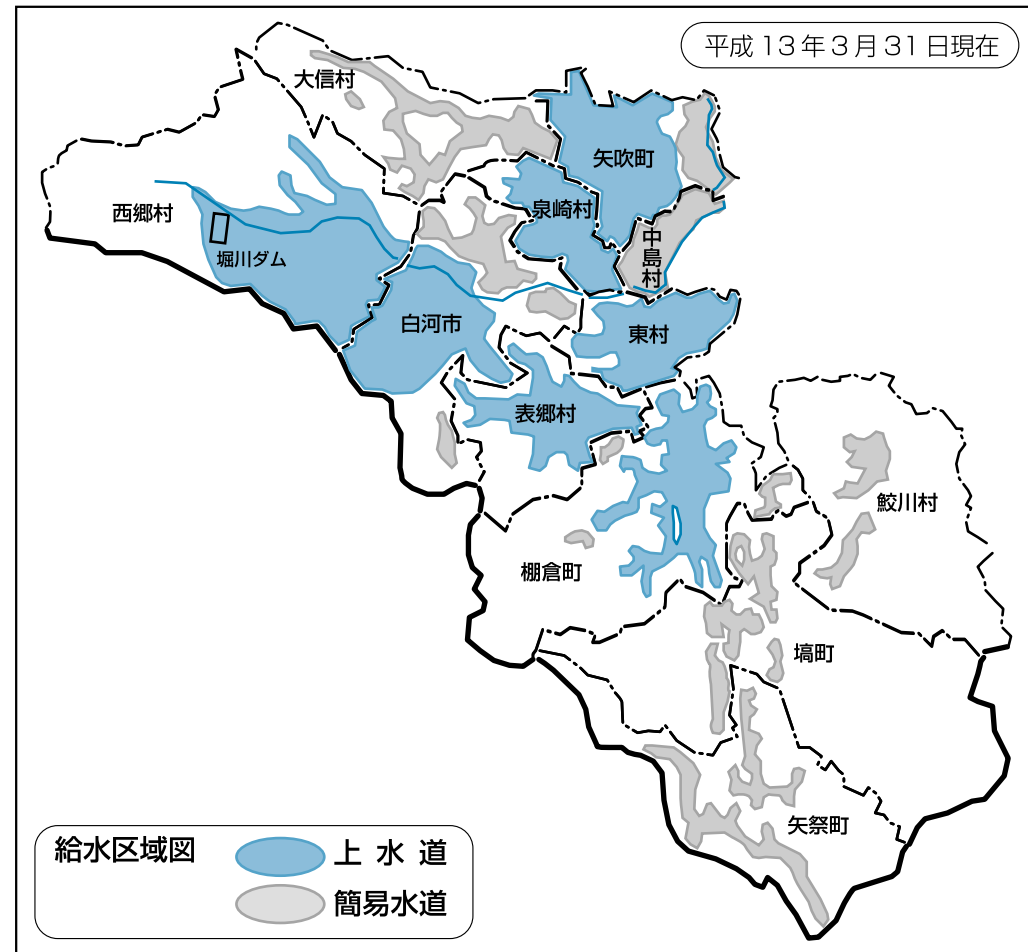 平成13年3月31日現在
大信村
矢吹町
泉崎村
西郷村
中島村
堀川ダム
白河市
東村
表郷村
鮫川村
棚倉町
塙町
矢祭町
給水区域図
上水道
簡易水道